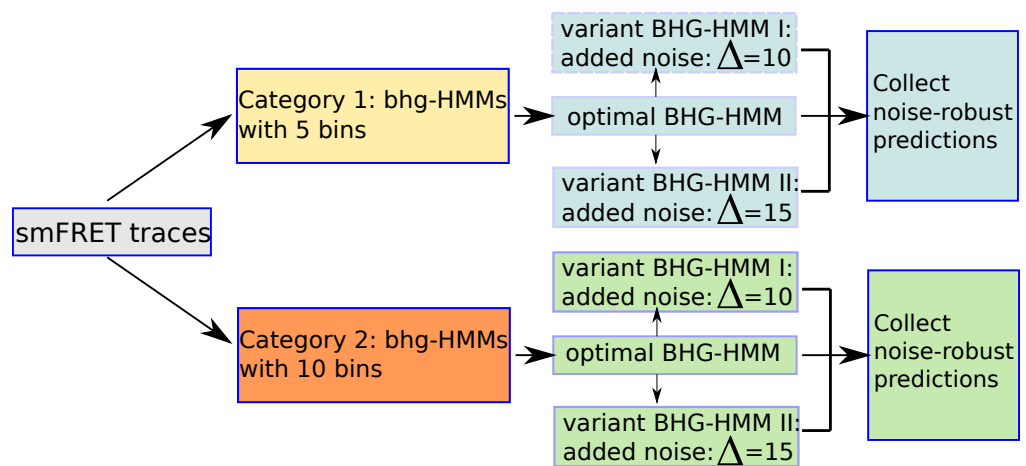 smFRET traces
Category 1: bhg-HMMs
with 5 bins
variant BHG-HMM I:
added noise: Δ=10
optimal BHG-HMM
variant BHG-HMM II:
added noise: Δ=15
Collect
noise-robust
predictions
Category 2: bhg-HMMs
with 10 bins
variant BHG-HMM I:
added noise: Δ=10
optimal BHG-HMM
variant BHG-HMM II:
added noise: Δ=15
Collect
noise-robust
predictions